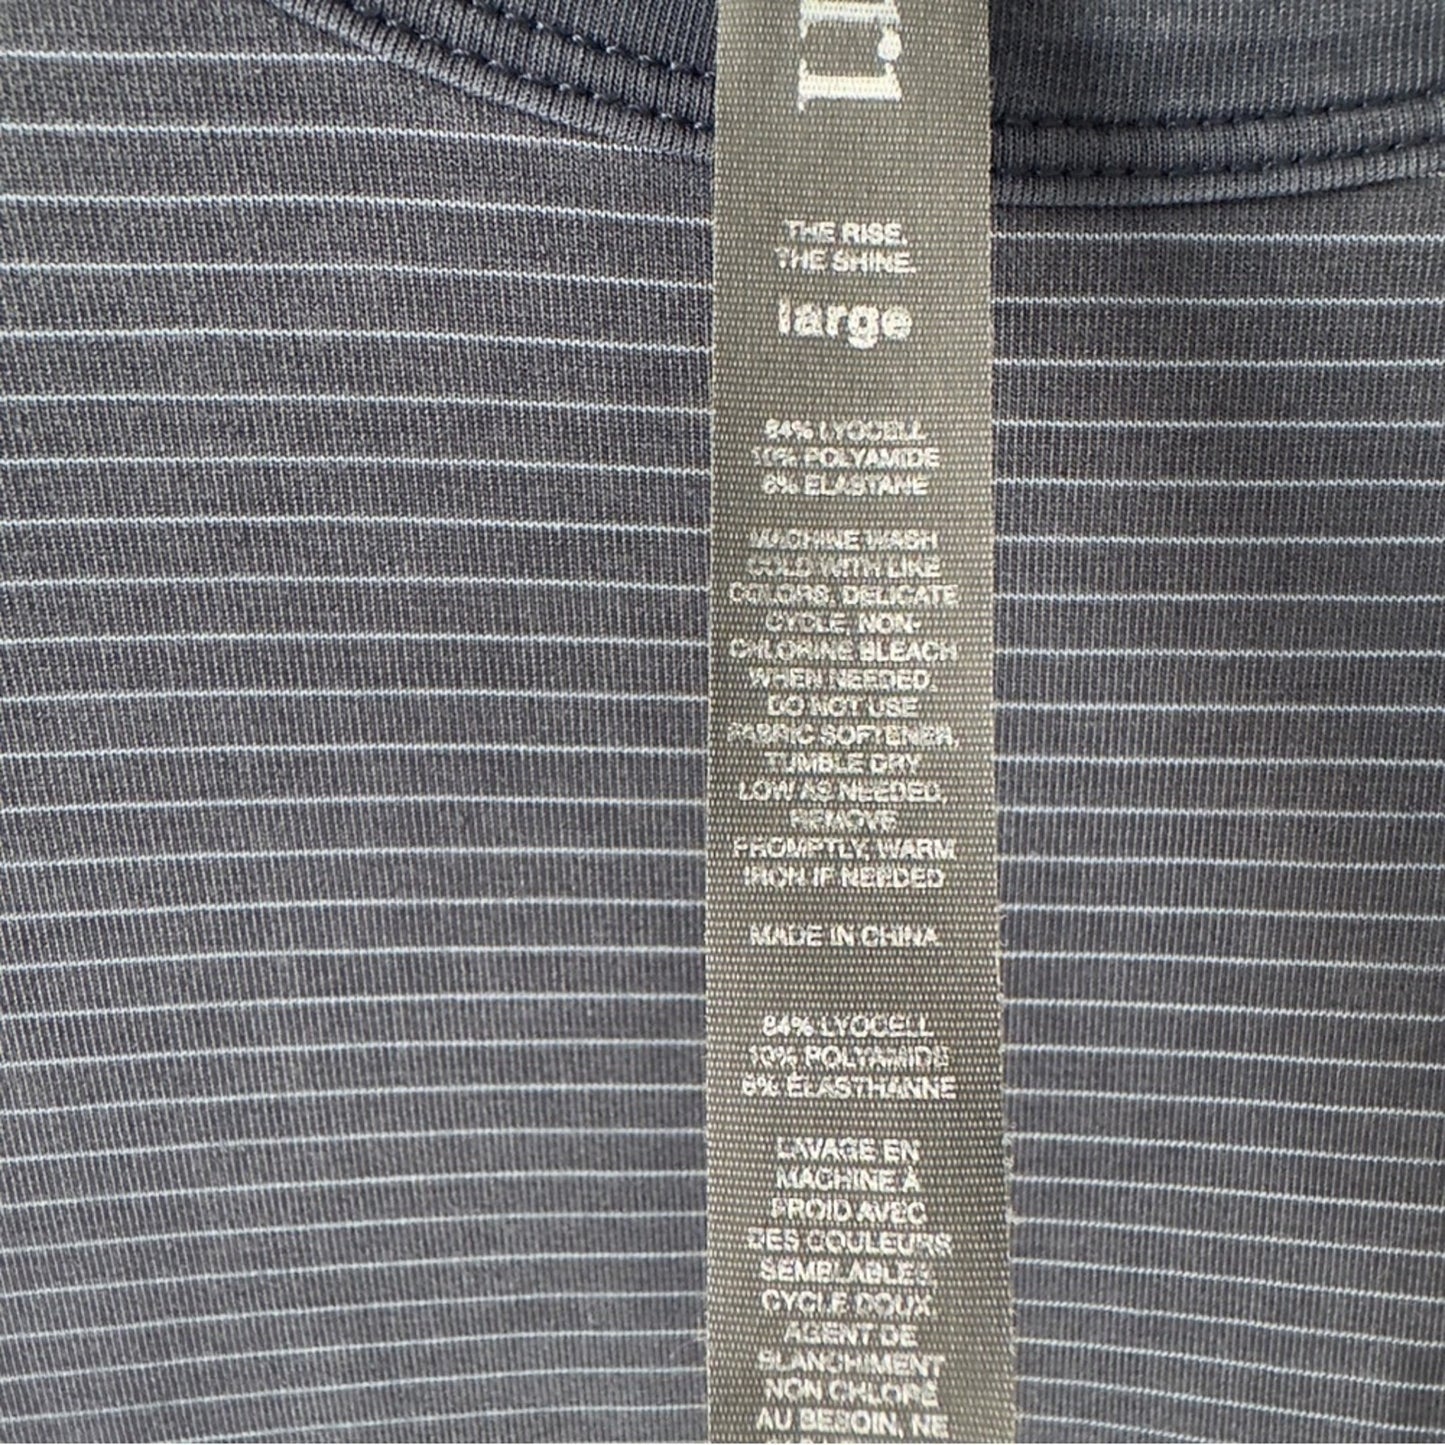 THE RISE.
THE SHINE.
large
84% LYOCELL
10% POLYAMIDE
6% ELASTANE
MACHINE WASH
COLD WITH LIKE
COLORS, DELICATE
CYCLE, NON-
CHLORINE BLEACH
WHEN NEEDED,
DO NOT USE
FABRIC SOFTENER,
TUMBLE DRY
LOW AS NEEDED,
REMOVE
PROMPTLY, WARM
IRON IF NEEDED
MADE IN CHINA
84% LYOCELL
10% POLYAMIDE
6% ÉLASTHANNE
LAVAGE EN
MACHINE À
FROID AVEC
DES COULEURS
SEMBLABLES,
CYCLE DOUX
AGENT DE
BLANCHIMENT
NON CHLORÉ
AU BESOIN, NE